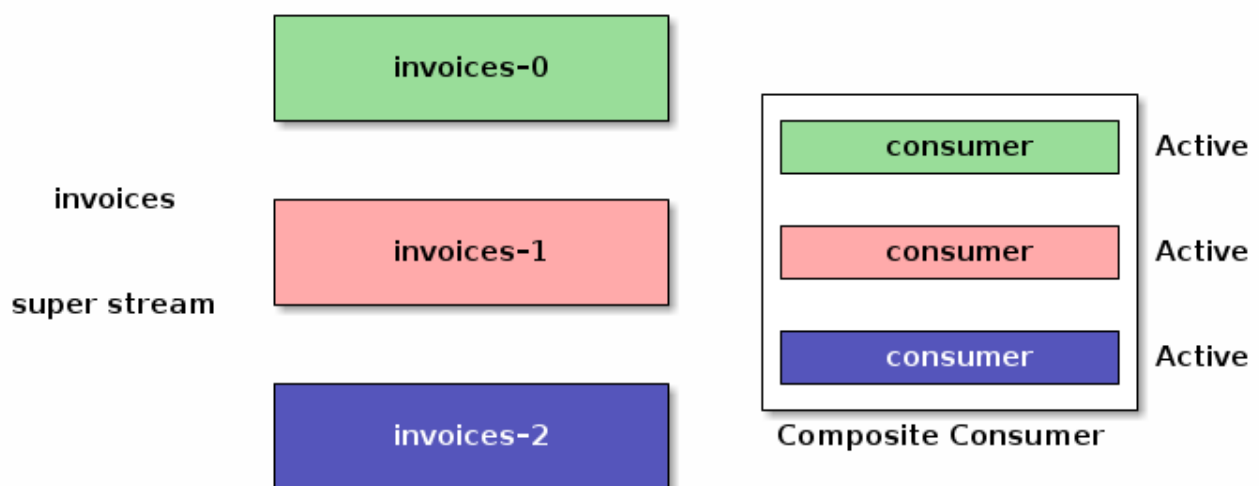 invoices-0
invoices
super stream
invoices-1
invoices-2
consumer Active
consumer Active
consumer Active
Composite Consumer